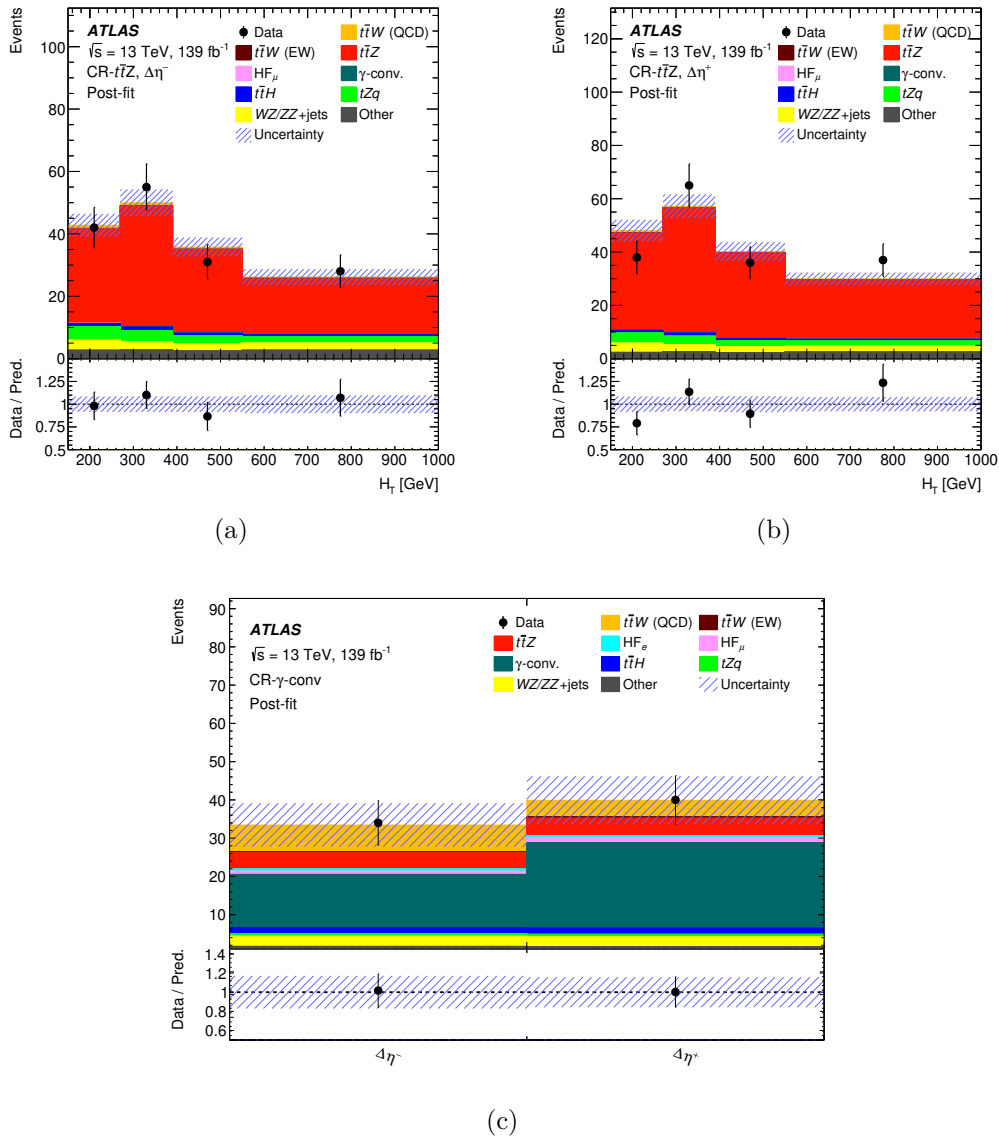 Events
110
100
80
60
40
20
0
ATLAS
√s = 13 TeV, 139 fb⁻¹
CR-tt̄Z, Δη⁻
Post-fit
Data
tt̄W (QCD)
tt̄W (EW)
tt̄Z
HFμ
γ-conv.
tt̄H
tZq
WZ/ZZ+jets
Other
Uncertainty
Data / Pred.
1.25
1
0.75
0.5
200 300 400 500 600 700 800 900 1000
H_T [GeV]
(a)
Events
120
100
80
60
40
20
0
ATLAS
√s = 13 TeV, 139 fb⁻¹
CR-tt̄Z, Δη⁺
Post-fit
Data
tt̄W (QCD)
tt̄W (EW)
tt̄Z
HFμ
γ-conv.
tt̄H
tZq
WZ/ZZ+jets
Other
Uncertainty
Data / Pred.
1.25
1
0.75
0.5
200 300 400 500 600 700 800 900 1000
H_T [GeV]
(b)
Events
90
80
70
60
50
40
30
20
10
ATLAS
√s = 13 TeV, 139 fb⁻¹
CR-γ-conv
Post-fit
Data
tt̄W (QCD)
tt̄W (EW)
tt̄Z
HFₑ
HFμ
γ-conv.
tt̄H
tZq
WZ/ZZ+jets
Other
Uncertainty
Data / Pred.
1.4
1.2
1
0.8
0.6
Δη⁻ Δη⁺
(c)